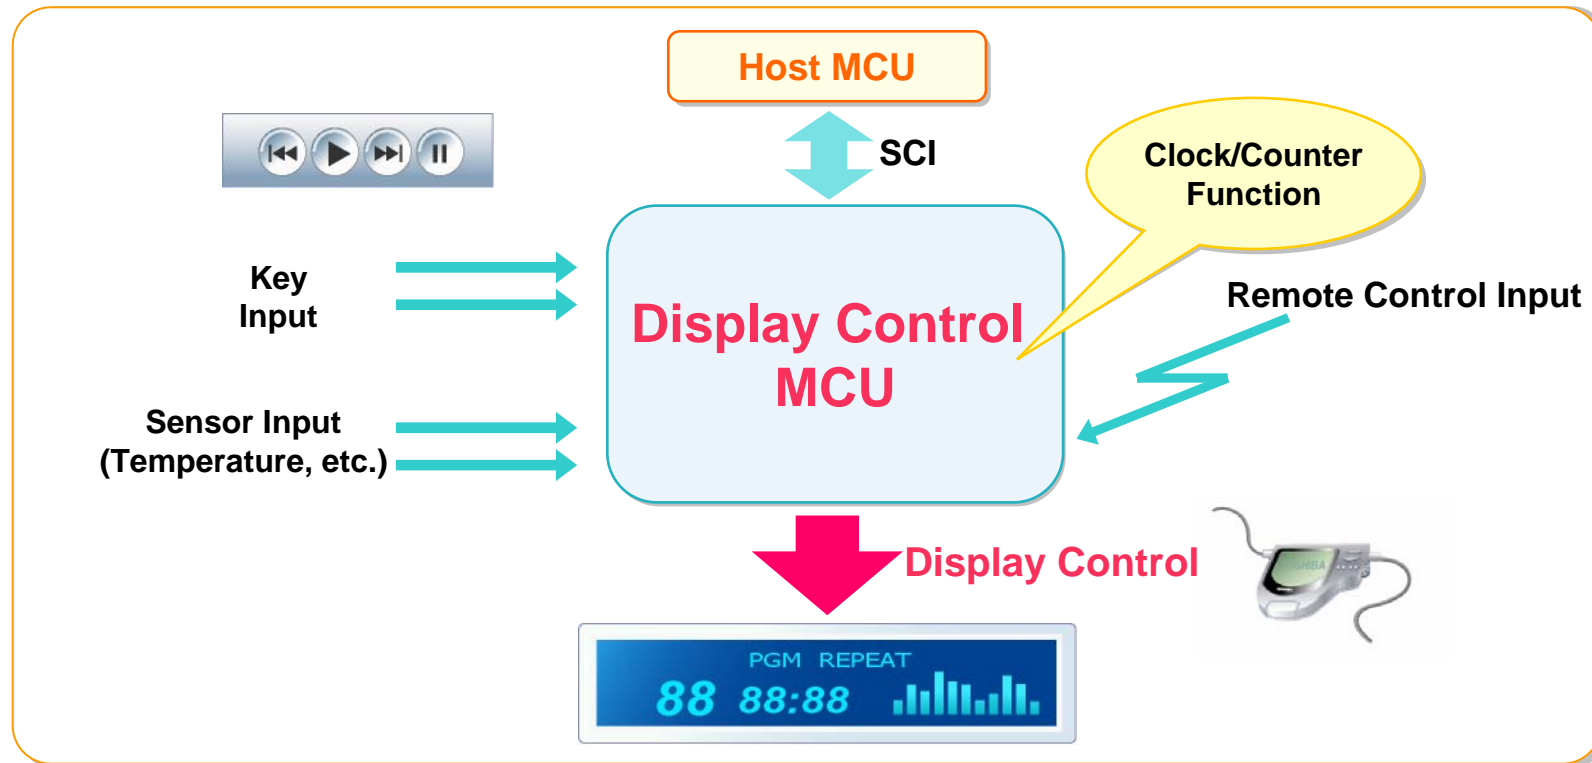 Host MCU
SCI
Clock/Counter
Function
Key
Input
Display Control
MCU
Remote Control Input
Sensor Input
(Temperature, etc.)
Display Control
PGM REPEAT
88 88:88